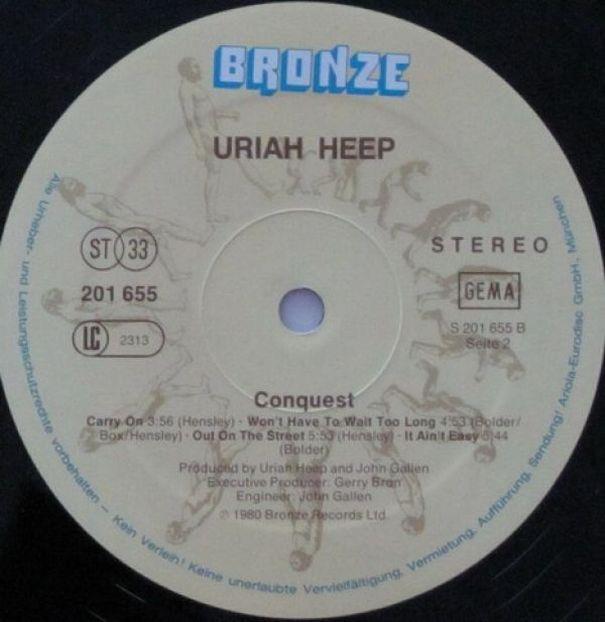 BRONZE
URIAH HEEP
ST 33
STEREO
201 655
GEMA
LC 2313
S 201 655 B
Seite 2
Conquest
Carry On 3:56 (Hensley) - Won't Have To Wait Too Long 4:53 (Bolder/
Box/Hensley) - Out On The Street 5:53 (Hensley) - It Ain't Easy 5:44
(Bolder)
Produced by Uriah Heep and John Gallen
Executive Producer: Gerry Bron
Engineer: John Gallen
℗ 1980 Bronze Records Ltd.
Alle Urheber- und Leistungsschutzrechte vorbehalten – Kein Verleih! Keine unerlaubte Vervielfältigung, Vermietung, Aufführung, Sendung! Ariola-Eurodisc GmbH, München